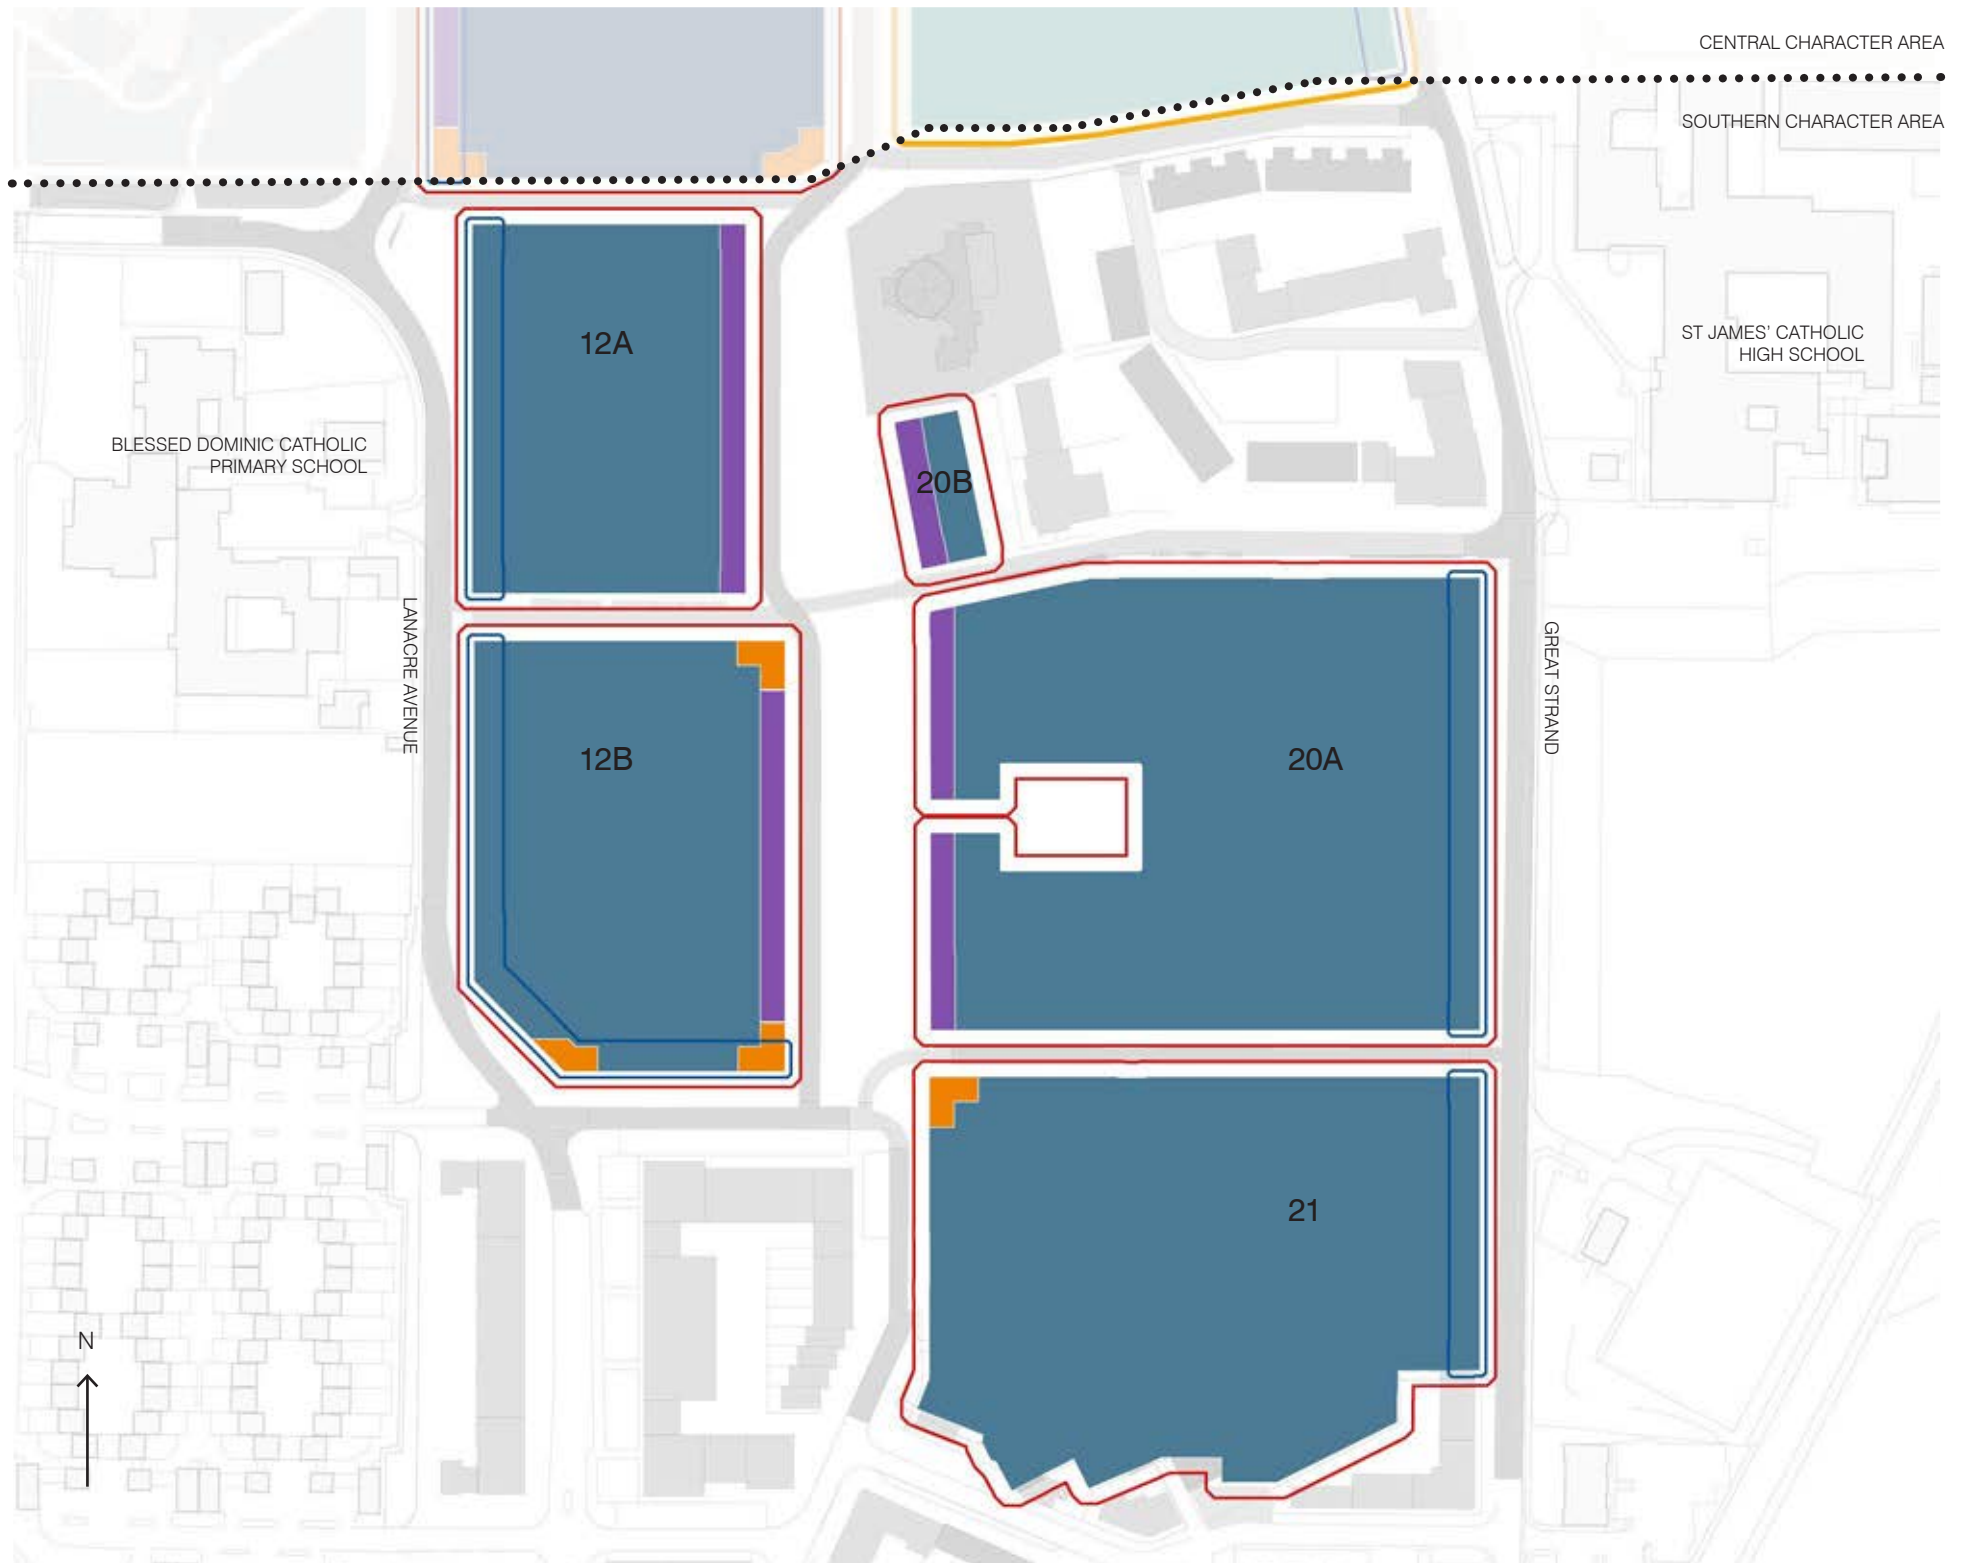 CENTRAL CHARACTER AREA
SOUTHERN CHARACTER AREA
12A
ST JAMES' CATHOLIC
HIGH SCHOOL
BLESSED DOMINIC CATHOLIC
PRIMARY SCHOOL
20B
LANACRE AVENUE
GREAT STRAND
12B
20A
21
N